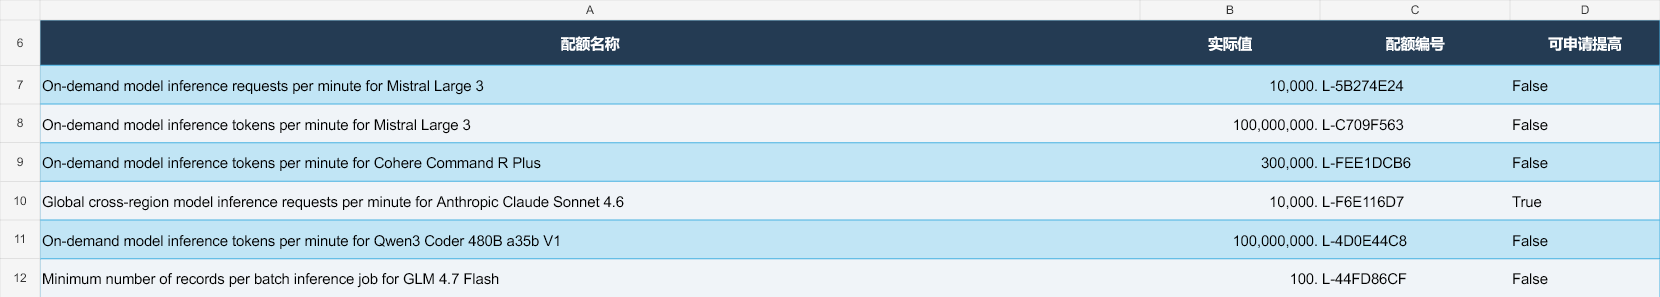 A B C D
6 配额名称 实际值 配额编号 可申请提高
7 On-demand model inference requests per minute for Mistral Large 3 10,000. L-5B274E24 False
8 On-demand model inference tokens per minute for Mistral Large 3 100,000,000. L-C709F563 False
9 On-demand model inference tokens per minute for Cohere Command R Plus 300,000. L-FEE1DCB6 False
10 Global cross-region model inference requests per minute for Anthropic Claude Sonnet 4.6 10,000. L-F6E116D7 True
11 On-demand model inference tokens per minute for Qwen3 Coder 480B a35b V1 100,000,000. L-4D0E44C8 False
12 Minimum number of records per batch inference job for GLM 4.7 Flash 100. L-44FD86CF False